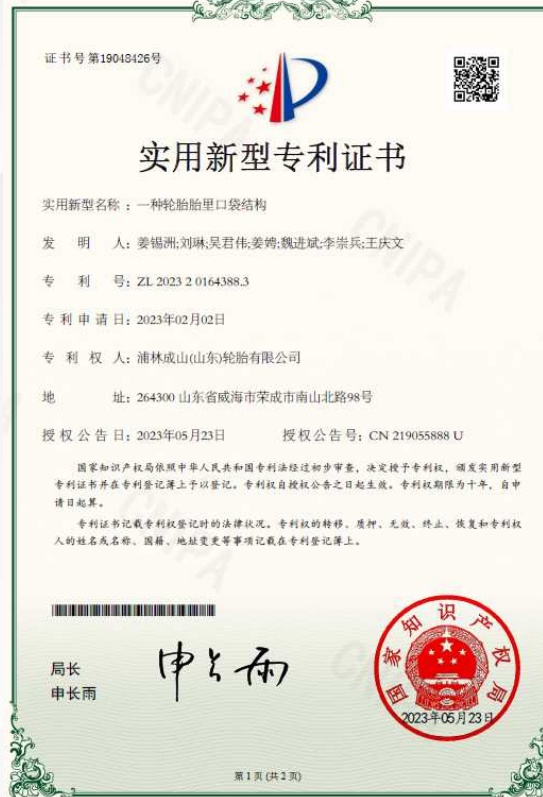 证书号第19048426号
实用新型专利证书
实用新型名称：一种轮胎胎里口袋结构
发明人：姜锡洲;刘琳;吴君伟;姜娉;魏进斌;李崇兵;王庆文
专利号：ZL 2023 2 0164388.3
专利申请日：2023年02月02日
专利权人：浦林成山(山东)轮胎有限公司
地址：264300 山东省威海市荣成市南山北路98号
授权公告日：2023年05月23日 授权公告号：CN 219055888 U
国家知识产权局依照中华人民共和国专利法经过初步审查，决定授予专利权，颁发实用新型
专利证书并在专利登记簿上予以登记。专利权自授权公告之日起生效。专利权期限为十年，自申
请日起算。
专利证书记载专利权登记时的法律状况。专利权的转移、质押、无效、终止、恢复和专利权
人的姓名或名称、国籍、地址变更等事项记载在专利登记簿上。
局长
申长雨
申长雨
国家知识产权局
2023年05月23日
第1页(共2页)
CNIPA
CNIPA
CNIPA